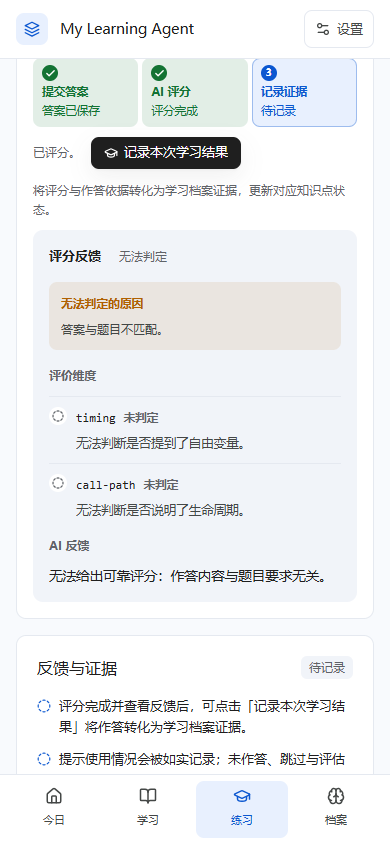 My Learning Agent
设置
提交答案
答案已保存
AI 评分
评分完成
3
记录证据
待记录
已评分。
记录本次学习结果
将评分与作答依据转化为学习档案证据，更新对应知识点状
态。
评分反馈 无法判定
无法判定的原因
答案与题目不匹配。
评价维度
timing 未判定
无法判断是否提到了自由变量。
call-path 未判定
无法判断是否说明了生命周期。
AI 反馈
无法给出可靠评分：作答内容与题目要求无关。
反馈与证据
待记录
评分完成并查看反馈后，可点击「记录本次学习结
果」将作答转化为学习档案证据。
提示使用情况会被如实记录；未作答、跳过与评估
今日
学习
练习
档案